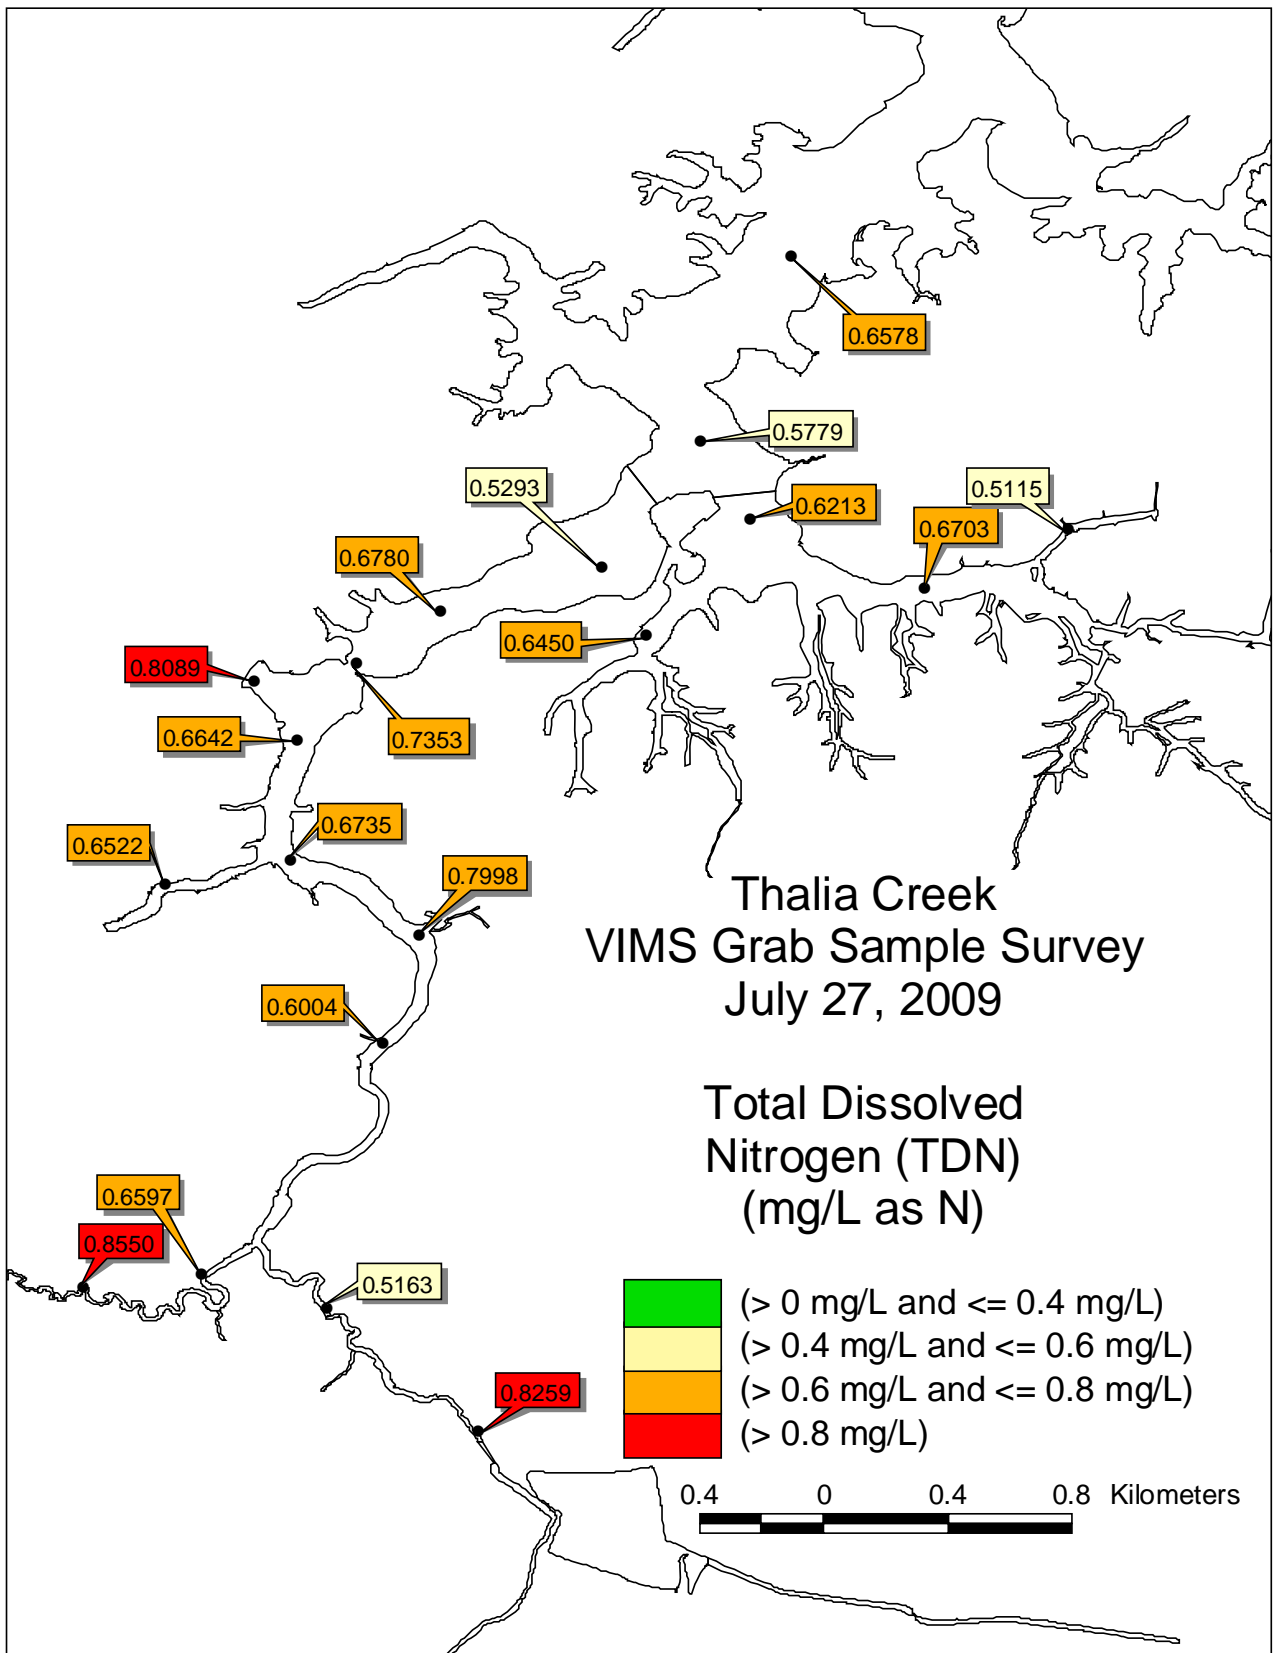 0.6578
0.5779
0.5293
0.5115
0.6213
0.6703
0.6780
0.6450
0.8089
0.7353
0.6642
0.6735
0.6522
0.7998
Thalia Creek
VIMS Grab Sample Survey
July 27, 2009
0.6004
Total Dissolved
Nitrogen (TDN)
(mg/L as N)
0.6597
0.8550
0.5163
(> 0 mg/L and <= 0.4 mg/L)
(> 0.4 mg/L and <= 0.6 mg/L)
(> 0.6 mg/L and <= 0.8 mg/L)
(> 0.8 mg/L)
0.8259
0.4 0 0.4 0.8 Kilometers